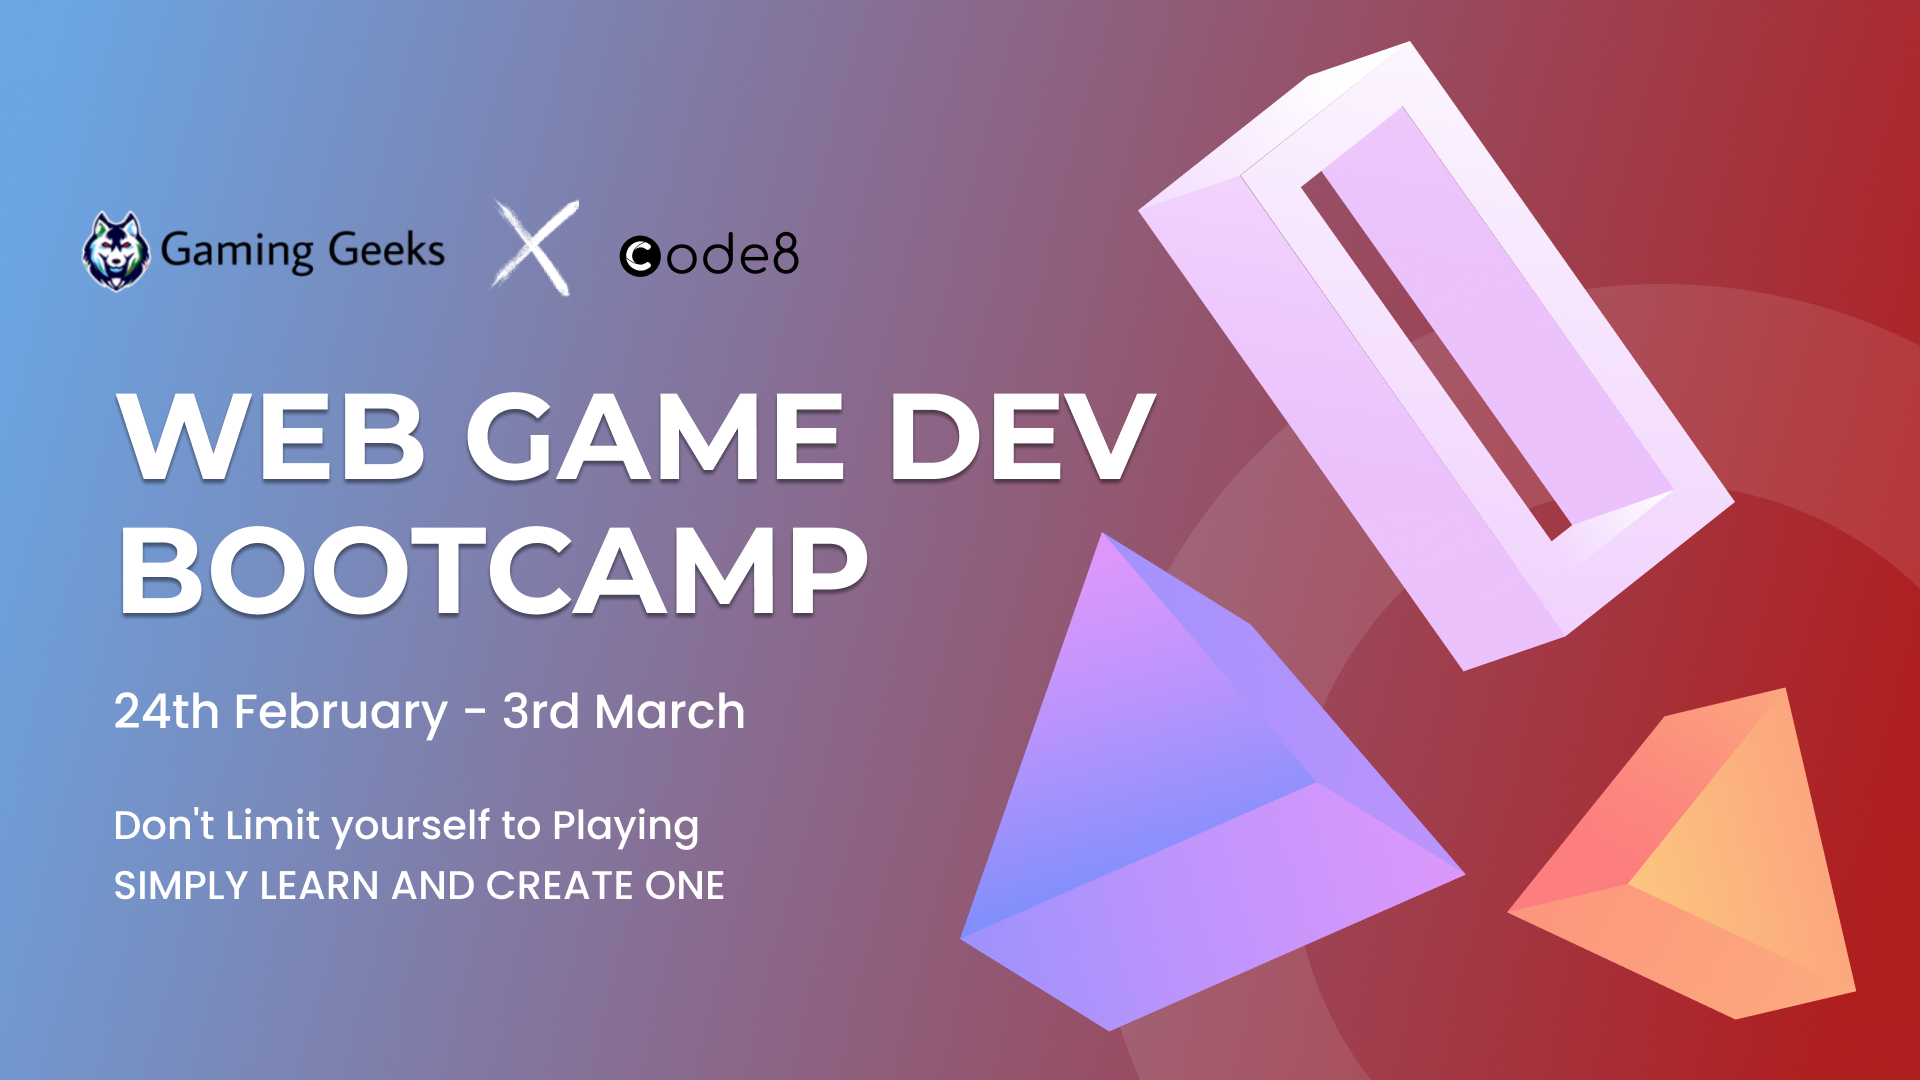 Gaming Geeks X code8
WEB GAME DEV
BOOTCAMP
24th February - 3rd March
Don't Limit yourself to Playing
SIMPLY LEARN AND CREATE ONE